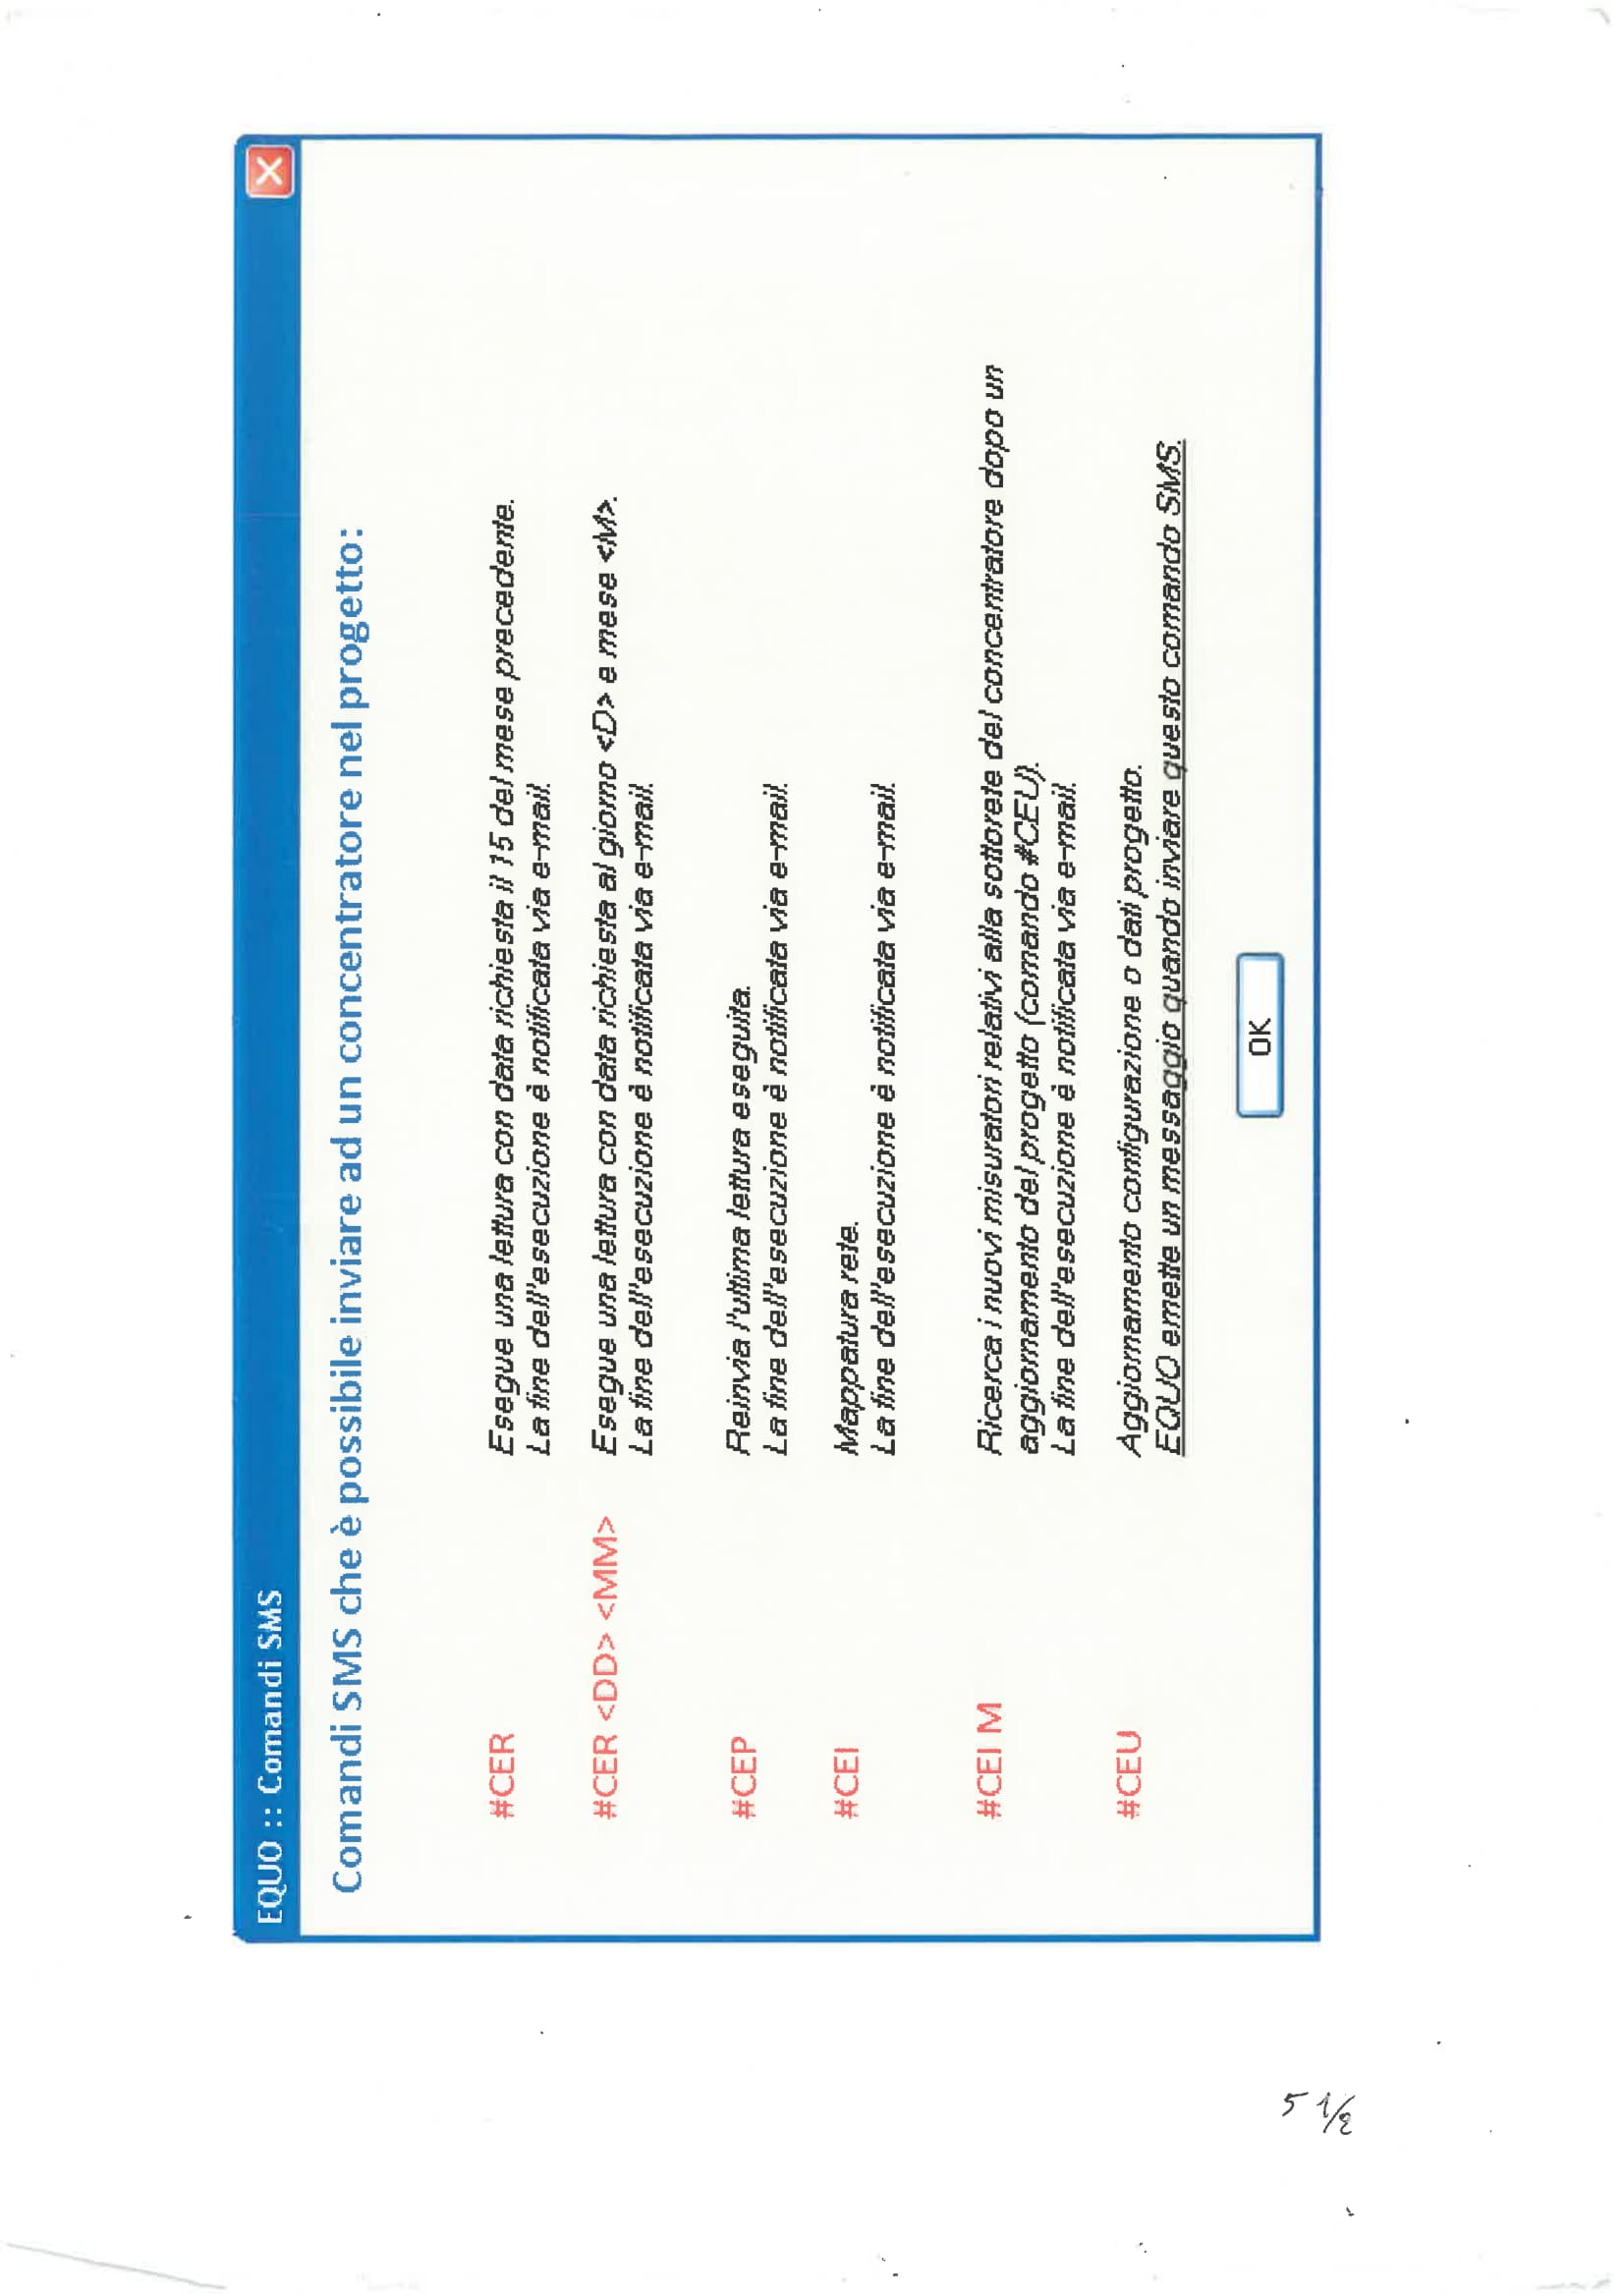 EQUO :: Comandi SMS
Comandi SMS che è possibile inviare ad un concentratore nel progetto:
#CER Esegue una lettura con data richiesta il 15 del mese precedente.
La fine dell'esecuzione è notificata via e-mail.
#CER <DD> <MM> Esegue una lettura con data richiesta al giorno <D> e mese <M>.
La fine dell'esecuzione è notificata via e-mail.
#CEP Reinvia l'ultima lettura eseguita.
La fine dell'esecuzione è notificata via e-mail.
#CEI Mappatura rete.
La fine dell'esecuzione è notificata via e-mail.
#CEI M Ricerca i nuovi misuratori relativi alla sottorete del concentratore dopo un
aggiornamento del progetto (comando #CEU).
La fine dell'esecuzione è notificata via e-mail.
#CEU Aggiornamento configurazione o dati progetto.
EQUO emette un messaggio quando inviare questo comando SMS.
OK
5 1/2